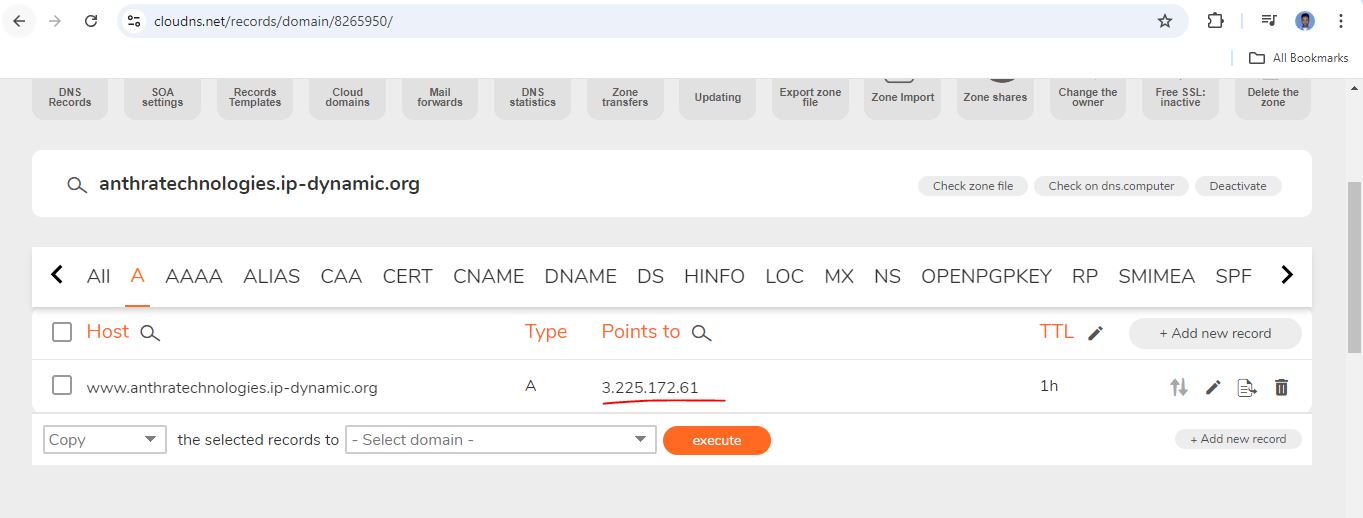 cloudns.net/records/domain/8265950/
All Bookmarks
DNS Records
SOA settings
Records Templates
Cloud domains
Mail forwards
DNS statistics
Zone transfers
Updating
Export zone file
Zone Import
Zone shares
Change the owner
Free SSL: inactive
Delete the zone
anthratechnologies.ip-dynamic.org
Check zone file
Check on dns.computer
Deactivate
All A AAAA ALIAS CAA CERT CNAME DNAME DS HINFO LOC MX NS OPENPGPKEY RP SMIMEA SPF
Host Type Points to TTL + Add new record
www.anthratechnologies.ip-dynamic.org A 3.225.172.61 1h
Copy the selected records to - Select domain - execute + Add new record